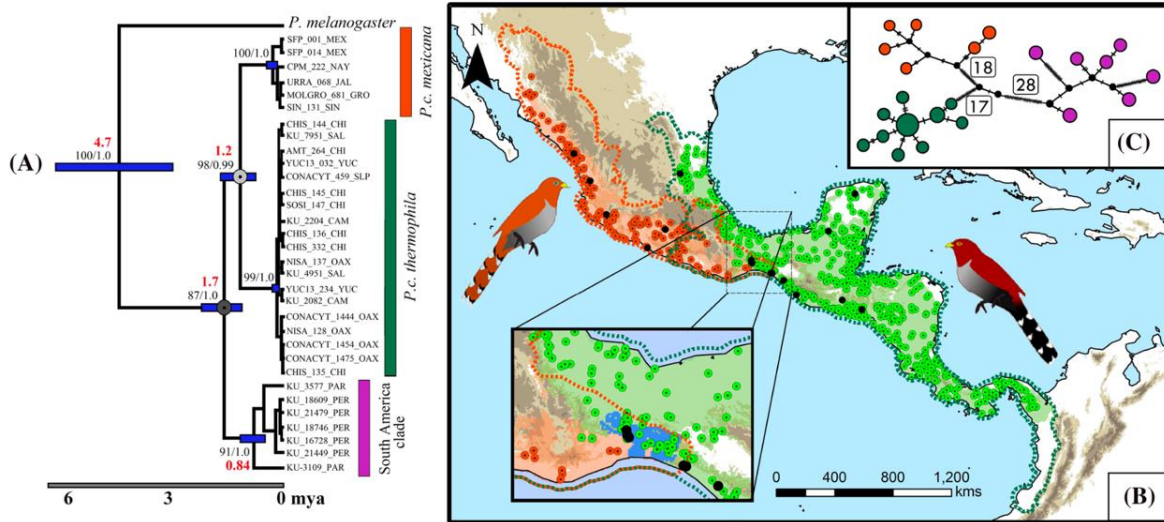 (A)
P. melanogaster
SFP_001_MEX
SFP_014_MEX
CPM_222_NAY
URRA_068_JAL
MOLGRO_681_GRO
SIN_131_SIN
CHIS_144_CHI
KU_7951_SAL
AMT_264_CHI
YUC13_032_YUC
CONACYT_459_SLP
CHIS_145_CHI
SOSI_147_CHI
KU_2204_CAM
CHIS_136_CHI
CHIS_332_CHI
NISA_137_OAX
KU_4951_SAL
YUC13_234_YUC
KU_2082_CAM
CONACYT_1444_OAX
NISA_128_OAX
CONACYT_1454_OAX
CONACYT_1475_OAX
CHIS_135_CHI
KU_3577_PAR
KU_18609_PER
KU_21479_PER
KU_18746_PER
KU_16728_PER
KU_21449_PER
KU-3109_PAR
4.7
100/1.0
100/1.0
1.2
98/0.99
99/1.0
1.7
87/1.0
91/1.0
0.84
P.c. mexicana
P.c. thermophila
South America
clade
6 3 0 mya
N
0 300 600 1,200
kms
(B)
18
28
17
(C)